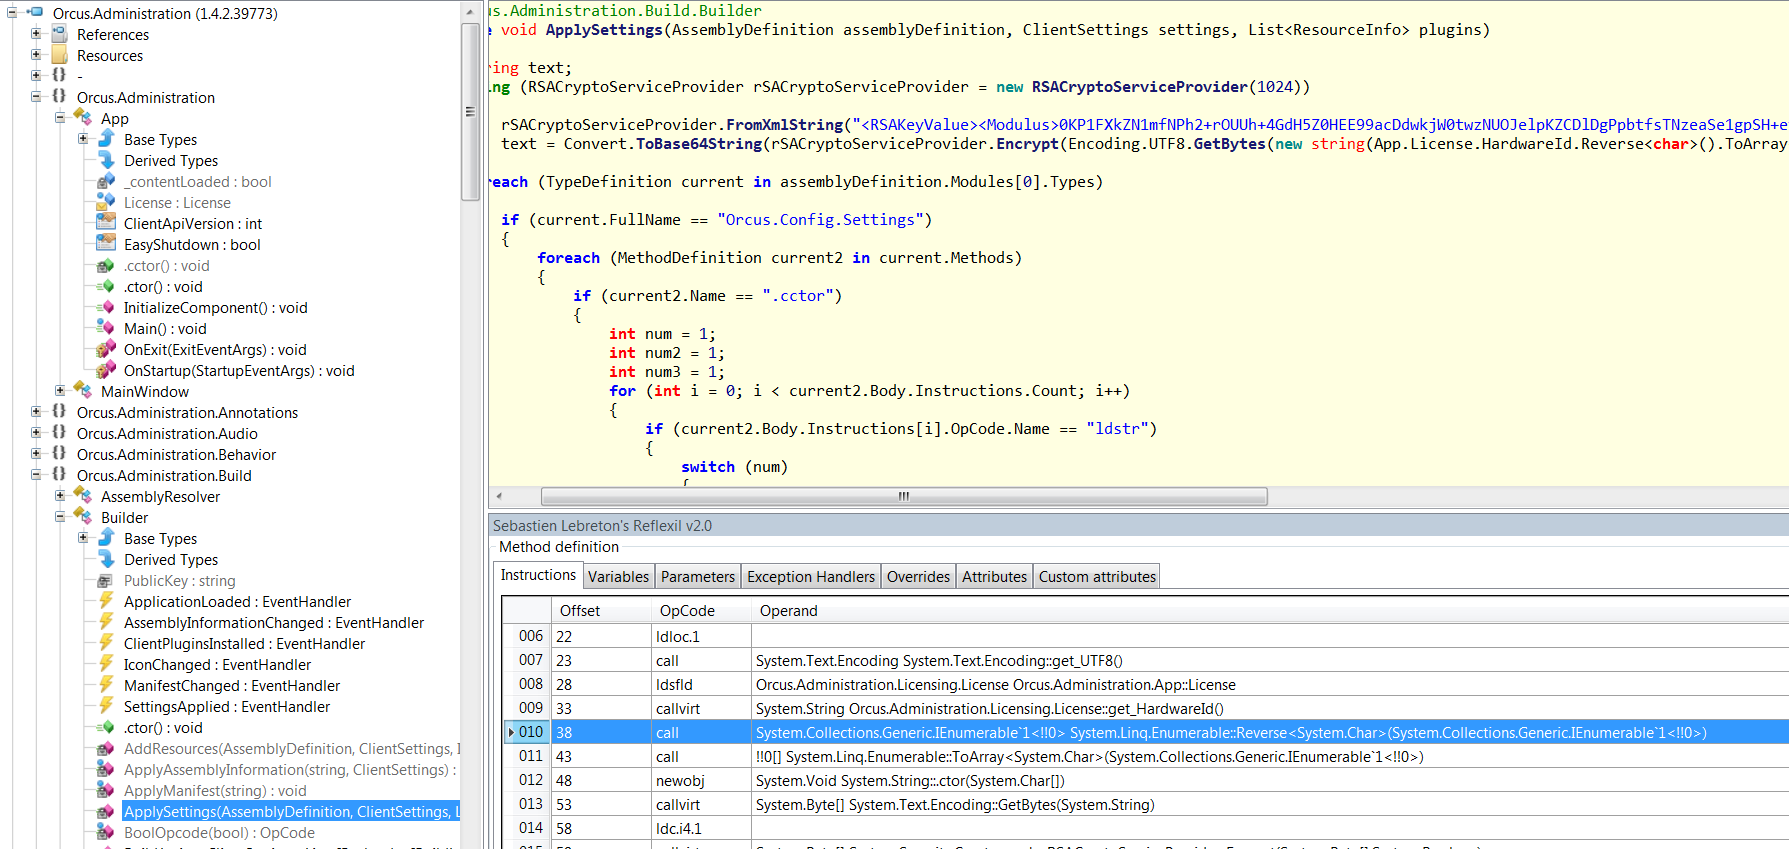 Orcus.Administration (1.4.2.39773)
References
Resources
-
Orcus.Administration
App
Base Types
Derived Types
_contentLoaded : bool
License : License
ClientApiVersion : int
EasyShutdown : bool
.cctor() : void
.ctor() : void
InitializeComponent() : void
Main() : void
OnExit(ExitEventArgs) : void
OnStartup(StartupEventArgs) : void
MainWindow
Orcus.Administration.Annotations
Orcus.Administration.Audio
Orcus.Administration.Behavior
Orcus.Administration.Build
AssemblyResolver
Builder
Base Types
Derived Types
PublicKey : string
ApplicationLoaded : EventHandler
AssemblyInformationChanged : EventHandler
ClientPluginsInstalled : EventHandler
IconChanged : EventHandler
ManifestChanged : EventHandler
SettingsApplied : EventHandler
.ctor() : void
AddResources(AssemblyDefinition, ClientSettings, I
ApplyAssemblyInformation(string, ClientSettings) :
ApplyManifest(string) : void
ApplySettings(AssemblyDefinition, ClientSettings, L
BoolOpcode(bool) : OpCode
us.Administration.Build.Builder
e void ApplySettings(AssemblyDefinition assemblyDefinition, ClientSettings settings, List<ResourceInfo> plugins)
ring text;
ing (RSACryptoServiceProvider rSACryptoServiceProvider = new RSACryptoServiceProvider(1024))
rSACryptoServiceProvider.FromXmlString("<RSAKeyValue><Modulus>0KP1FXkZN1mfNPh2+rOUUh+4GdH5Z0HEE99acDdwkjW0twzNUOJelpKZCDlDgPpbtfsTNzeaSe1gpSH+e
text = Convert.ToBase64String(rSACryptoServiceProvider.Encrypt(Encoding.UTF8.GetBytes(new string(App.License.HardwareId.Reverse<char>().ToArray
reach (TypeDefinition current in assemblyDefinition.Modules[0].Types)
if (current.FullName == "Orcus.Config.Settings")
{
foreach (MethodDefinition current2 in current.Methods)
{
if (current2.Name == ".cctor")
{
int num = 1;
int num2 = 1;
int num3 = 1;
for (int i = 0; i < current2.Body.Instructions.Count; i++)
{
if (current2.Body.Instructions[i].OpCode.Name == "ldstr")
{
switch (num)
{
Sebastien Lebreton's Reflexil v2.0
Method definition
Instructions Variables Parameters Exception Handlers Overrides Attributes Custom attributes
Offset OpCode Operand
006 22 ldloc.1
007 23 call System.Text.Encoding System.Text.Encoding::get_UTF8()
008 28 ldsfld Orcus.Administration.Licensing.License Orcus.Administration.App::License
009 33 callvirt System.String Orcus.Administration.Licensing.License::get_HardwareId()
010 38 call System.Collections.Generic.IEnumerable`1<!!0> System.Linq.Enumerable::Reverse<System.Char>(System.Collections.Generic.IEnumerable`1<!!0>)
011 43 call !!0[] System.Linq.Enumerable::ToArray<System.Char>(System.Collections.Generic.IEnumerable`1<!!0>)
012 48 newobj System.Void System.String::.ctor(System.Char[])
013 53 callvirt System.Byte[] System.Text.Encoding::GetBytes(System.String)
014 58 ldc.i4.1